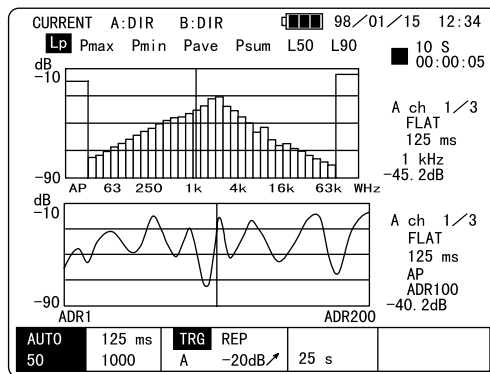 CURRENT A:DIR B:DIR 98/01/15 12:34
Lp Pmax Pmin Pave Psum L50 L90
10 S
00:00:05
dB
-10
-90
AP 63 250 1k 4k 16k 63k WHz
A ch 1/3
FLAT
125 ms
1 kHz
-45.2dB
dB
-10
-90
ADR1 ADR200
A ch 1/3
FLAT
125 ms
AP
ADR100
-40.2dB
AUTO 125 ms TRG REP
50 1000 A -20dB↗ 25 s